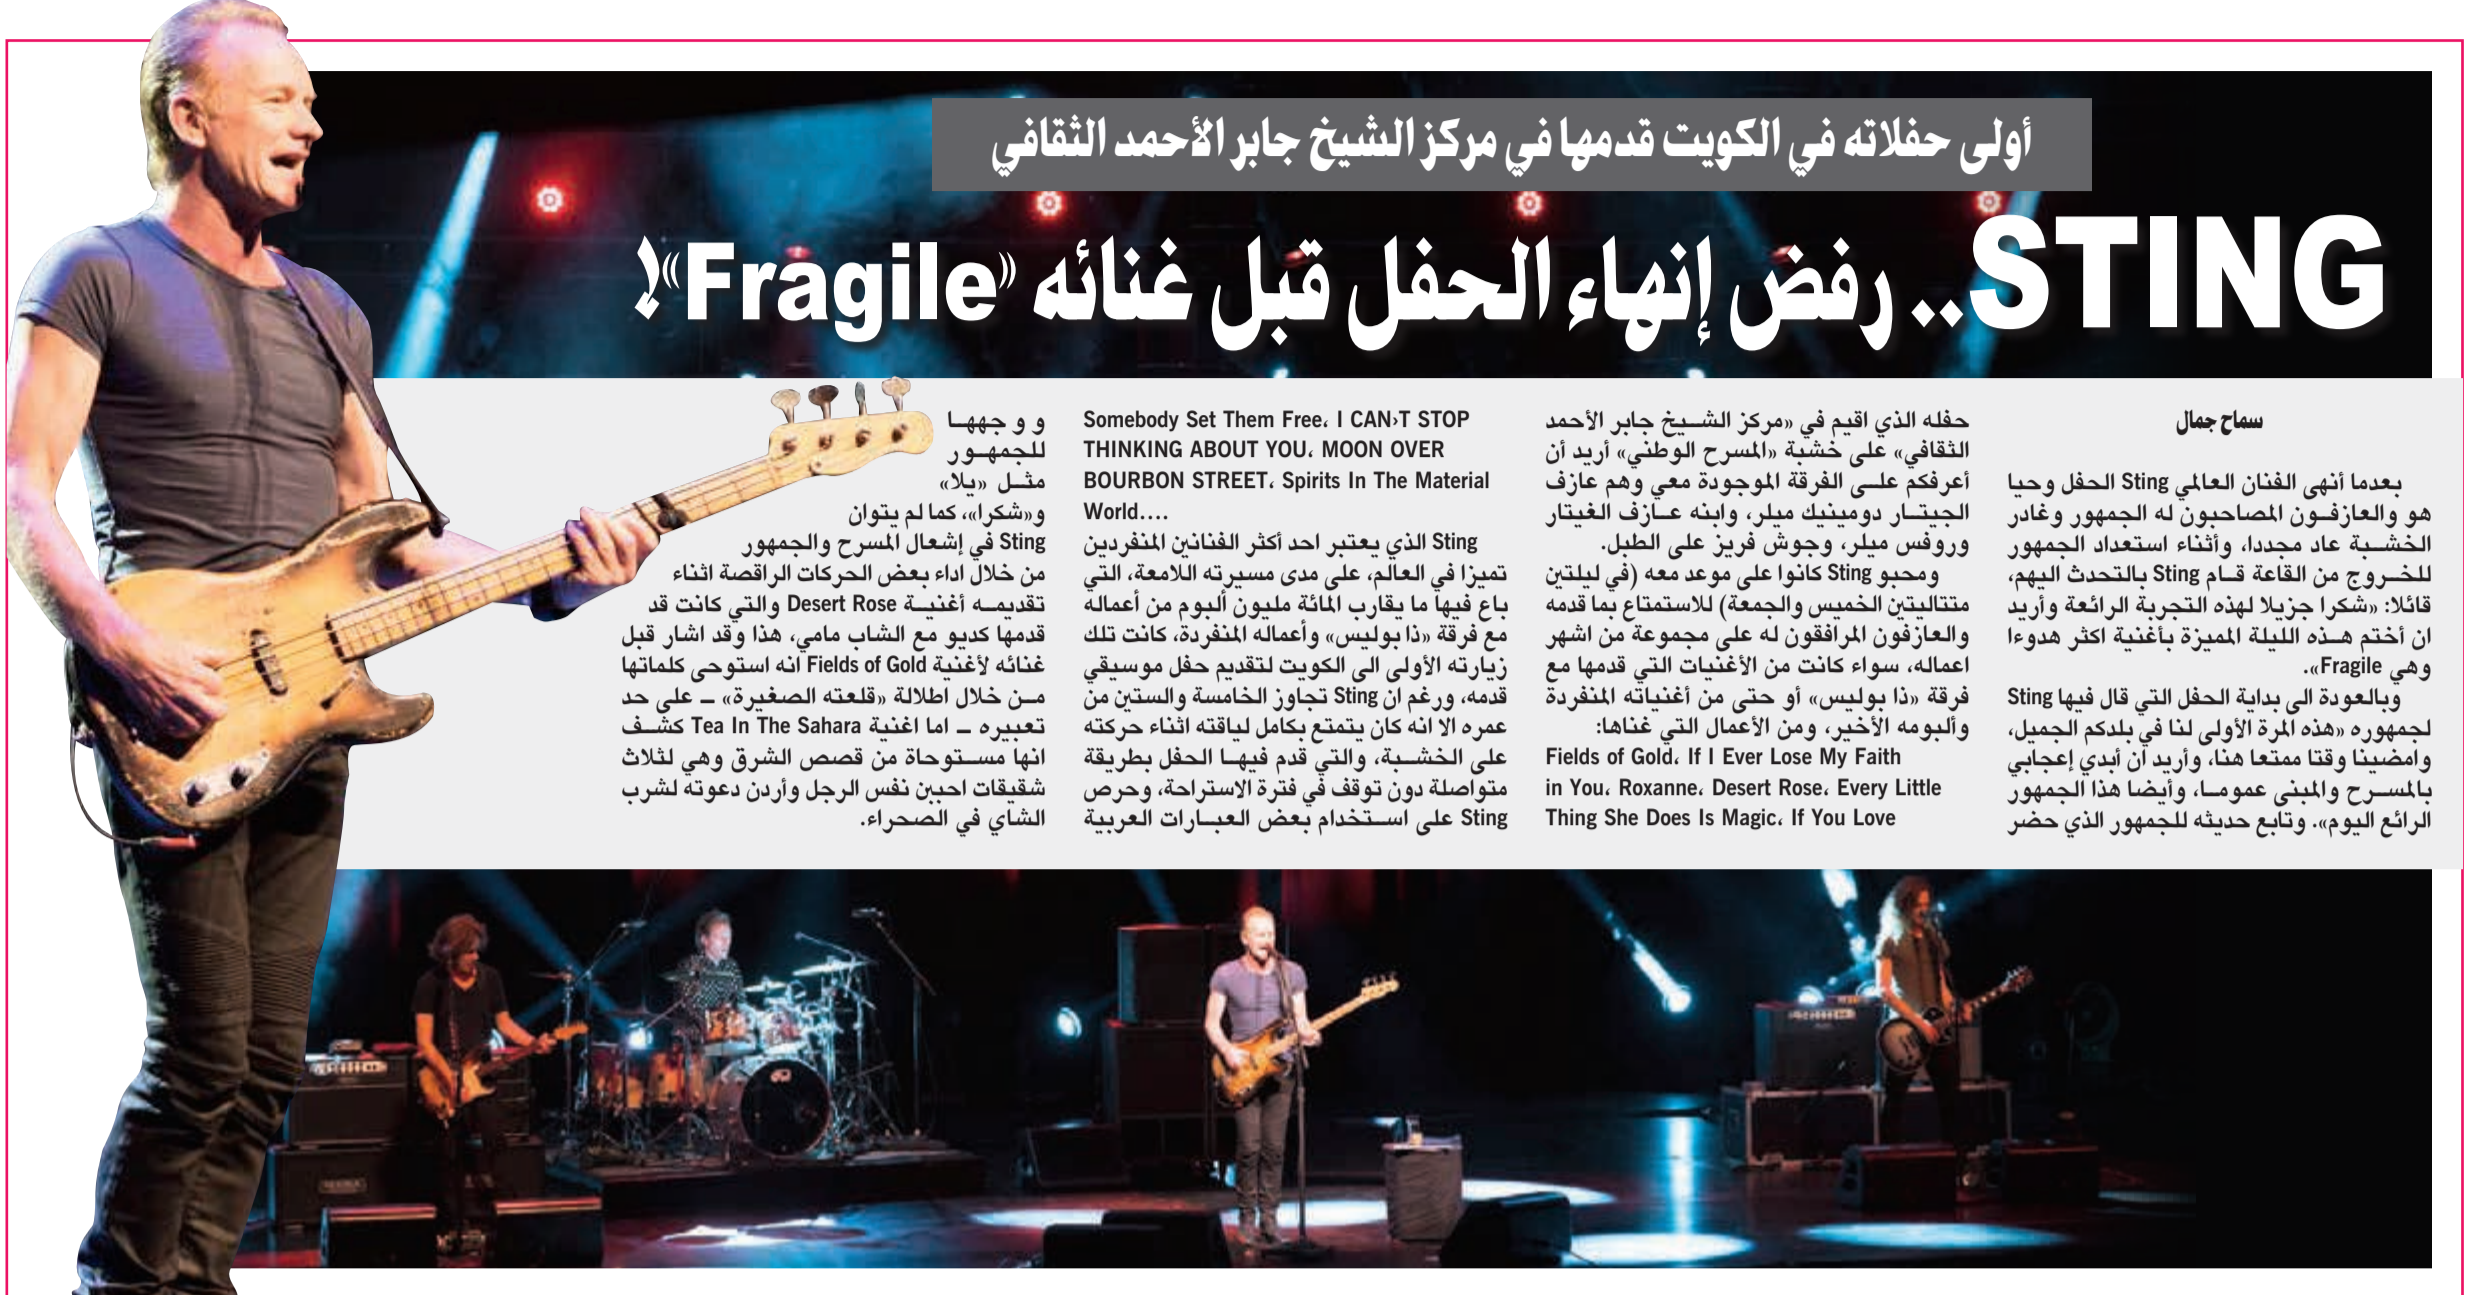 أولى حفلاته في الكويت قدمها في مركز الشيخ جابر الأحمد الثقافي
STING.. رفض إنهاء الحفل قبل غنائه «Fragile»!
سماح جمال
بعدما أنهى الفنان العالمي Sting الحفل وحيا
هو والعازفون المصاحبون له الجمهور وغادر
الخشبة عاد مجددا، وأثناء استعداد الجمهور
للخروج من القاعة قام Sting بالتحدث اليهم،
قائلا: «شكرا جزيلا لهذه التجربة الرائعة وأريد
ان أختم هذه الليلة المميزة بأغنية اكثر هدوءا
وهي Fragile».
وبالعودة الى بداية الحفل التي قال فيها Sting
لجمهوره «هذه المرة الأولى لنا في بلدكم الجميل،
وامضينا وقتا ممتعا هنا، وأريد ان أبدي إعجابي
بالمسرح والمبنى عموما، وأيضا هذا الجمهور
الرائع اليوم». وتابع حديثه للجمهور الذي حضر
حفله الذي اقيم في «مركز الشيخ جابر الأحمد
الثقافي» على خشبة «المسرح الوطني» أريد أن
أعرفكم على الفرقة الموجودة معي وهم عازف
الجيتار دومينيك ميلر، وابنه عازف الغيتار
وروفس ميلر، وجوش فريز على الطبل.
ومحبو Sting كانوا على موعد معه (في ليلتين
متتاليتين الخميس والجمعة) للاستمتاع بما قدمه
والعازفون المرافقون له على مجموعة من اشهر
اعماله، سواء كانت من الأغنيات التي قدمها مع
فرقة «ذا بوليس» أو حتى من أغنياته المنفردة
وألبومه الأخير، ومن الأعمال التي غناها:
Fields of Gold، If I Ever Lose My Faith
in You، Roxanne، Desert Rose، Every Little
Thing She Does Is Magic، If You Love
Somebody Set Them Free، I CAN›T STOP
THINKING ABOUT YOU، MOON OVER
BOURBON STREET، Spirits In The Material
World....
Sting الذي يعتبر احد أكثر الفنانين المنفردين
تميزا في العالم، على مدى مسيرته اللامعة، التي
باع فيها ما يقارب المائة مليون ألبوم من أعماله
مع فرقة «ذا بوليس» وأعماله المنفردة، كانت تلك
زيارته الأولى الى الكويت لتقديم حفل موسيقي
قدمه، ورغم ان Sting تجاوز الخامسة والستين من
عمره الا انه كان يتمتع بكامل لياقته اثناء حركته
على الخشبة، والتي قدم فيها الحفل بطريقة
متواصلة دون توقف في فترة الاستراحة، وحرص
Sting على استخدام بعض العبارات العربية
ووجهها
للجمهور
مثل «يلا»
و«شكرا»، كما لم يتوان
Sting في إشعال المسرح والجمهور
من خلال اداء بعض الحركات الراقصة اثناء
تقديمه أغنية Desert Rose والتي كانت قد
قدمها كديو مع الشاب مامي، هذا وقد اشار قبل
غنائه لأغنية Fields of Gold انه استوحى كلماتها
من خلال اطلالة «قلعته الصغيرة» ـ على حد
تعبيره ـ اما اغنية Tea In The Sahara كشف
انها مستوحاة من قصص الشرق وهي لثلاث
شقيقات احببن نفس الرجل وأردن دعوته لشرب
الشاي في الصحراء.